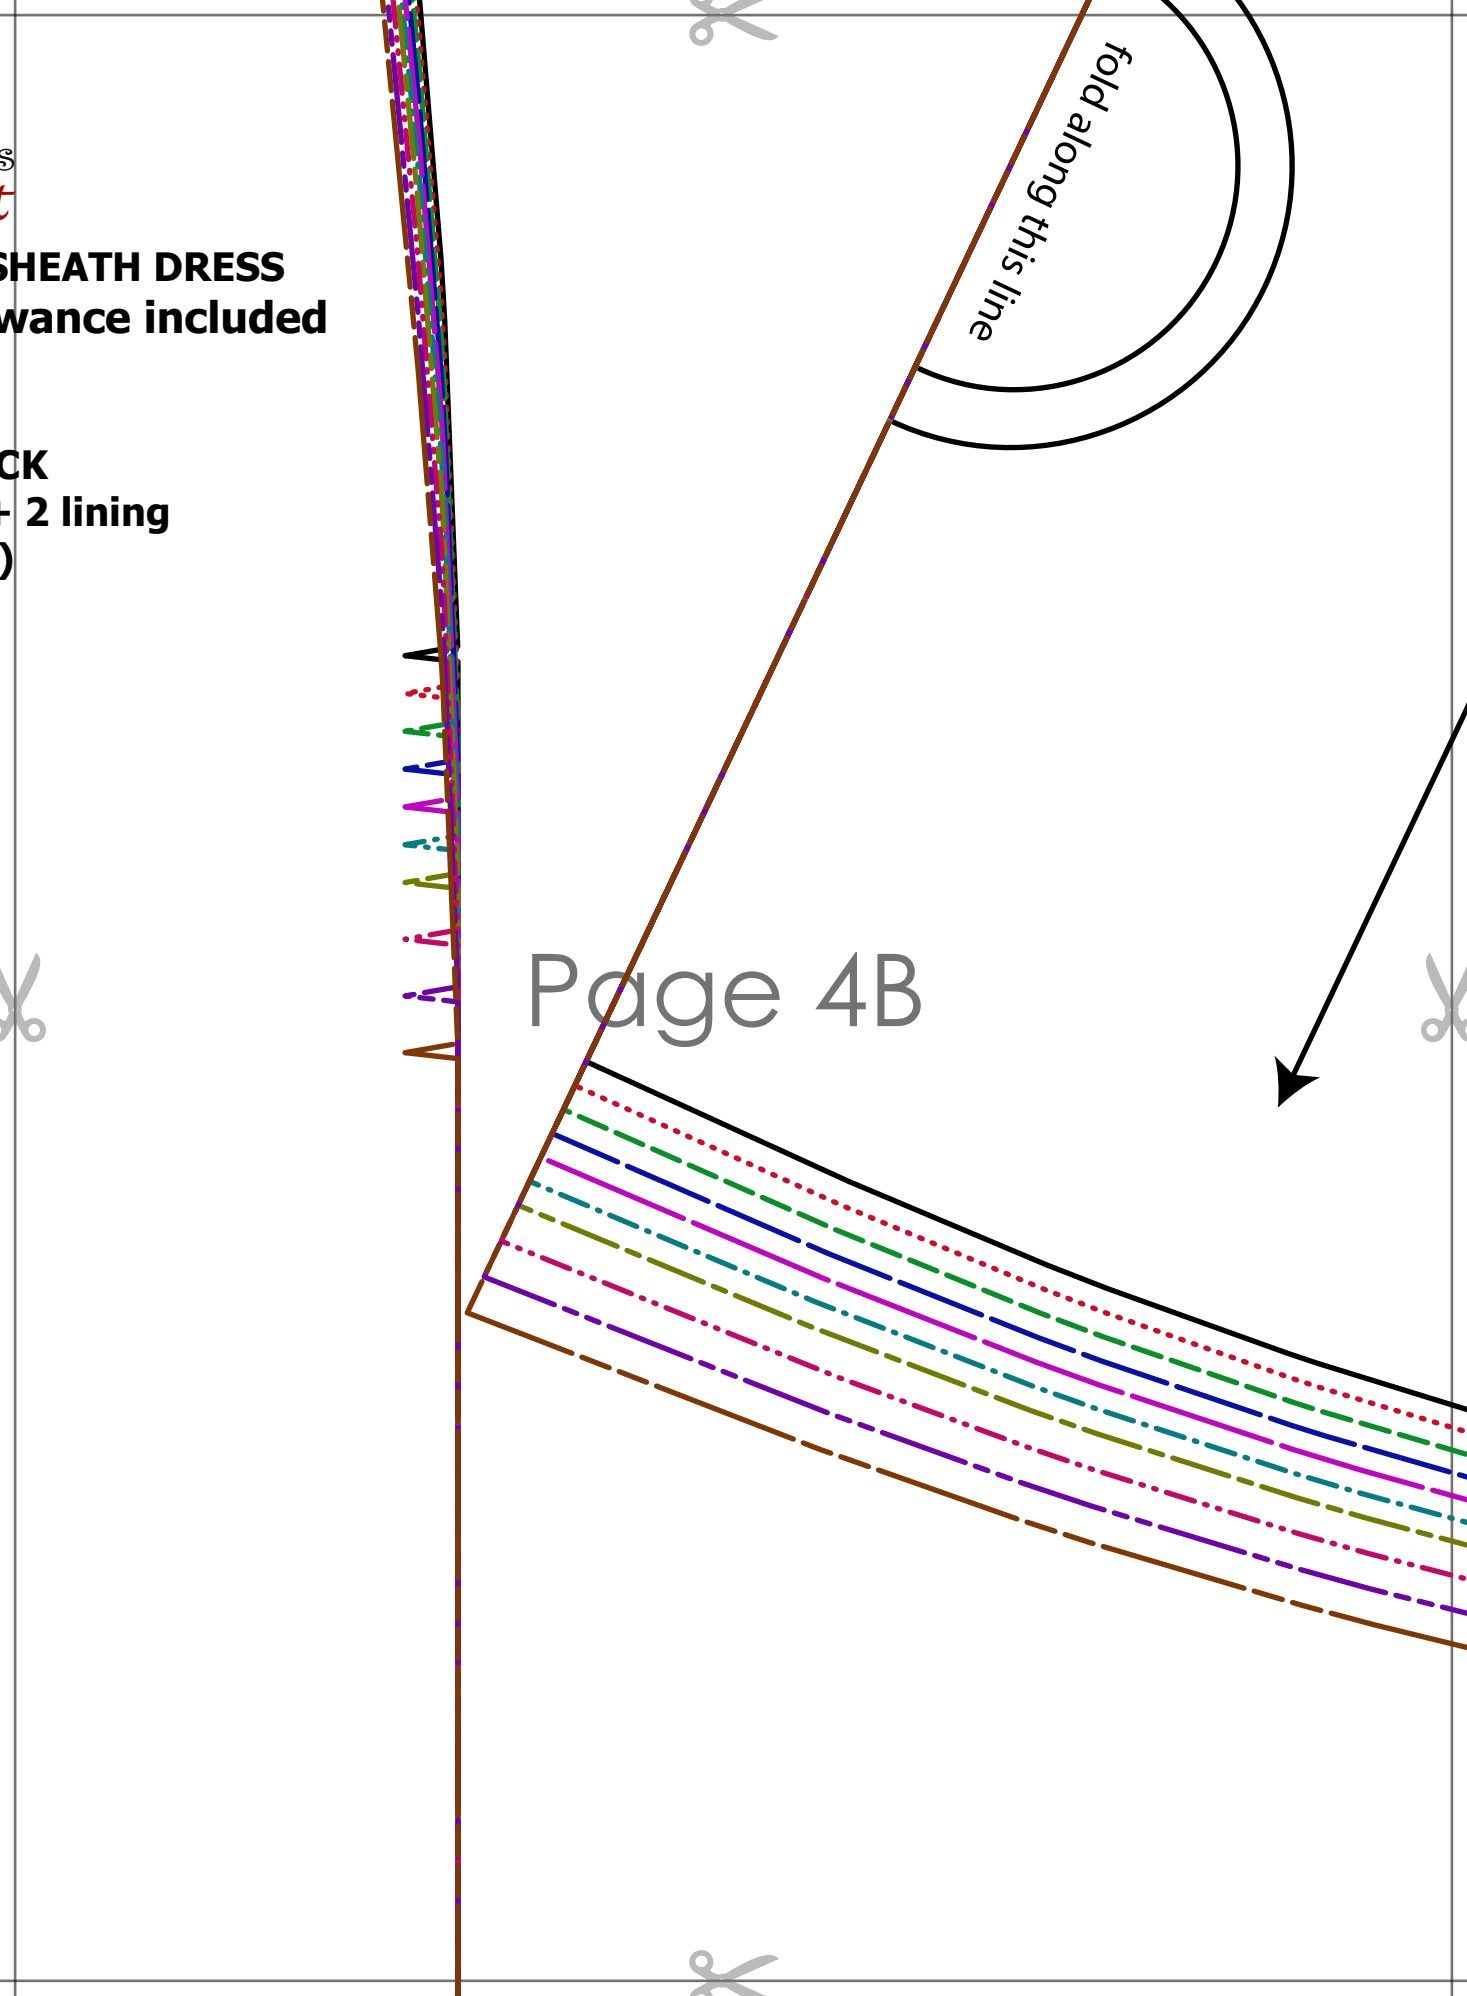 s
t
SHEATH DRESS
wance included
CK
+ 2 lining
)
fold along this line
Page 4B